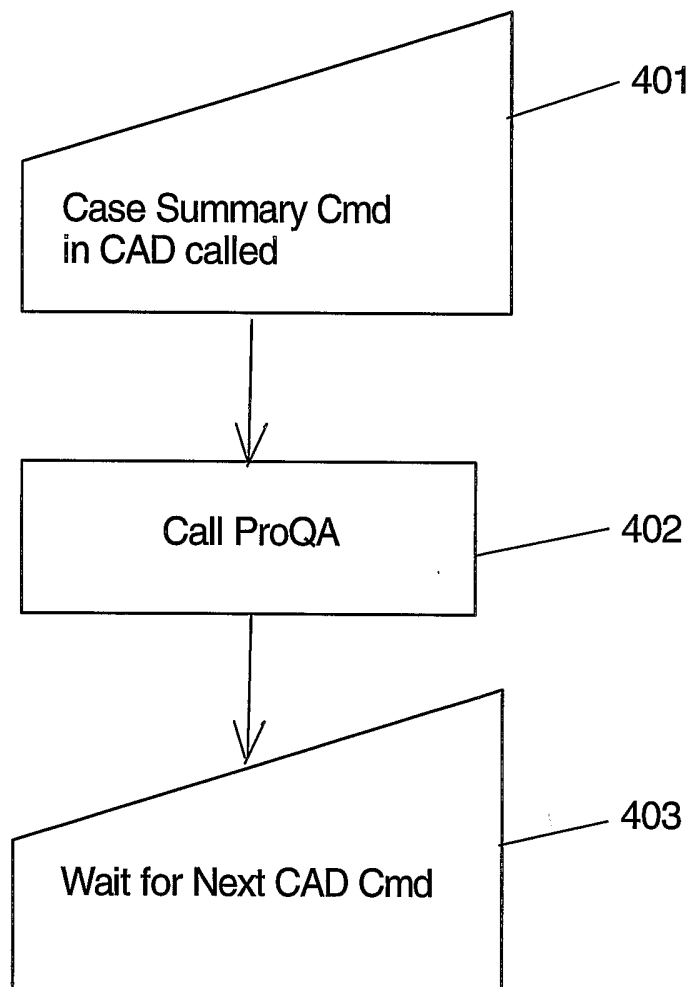 401
Case Summary Cmd
in CAD called
Call ProQA
402
403
Wait for Next CAD Cmd